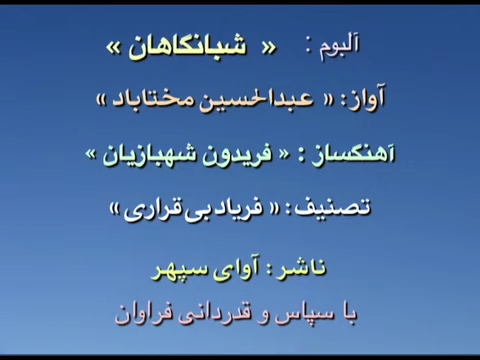 آلبوم : « شبانگاهان »
آواز: « عبدالحسین مختاباد »
آهنگساز : « فریدون شهبازیان »
تصنیف: « فریاد بی قراری »
ناشر : آوای سپهر
با سپاس و قدردانی فراوان